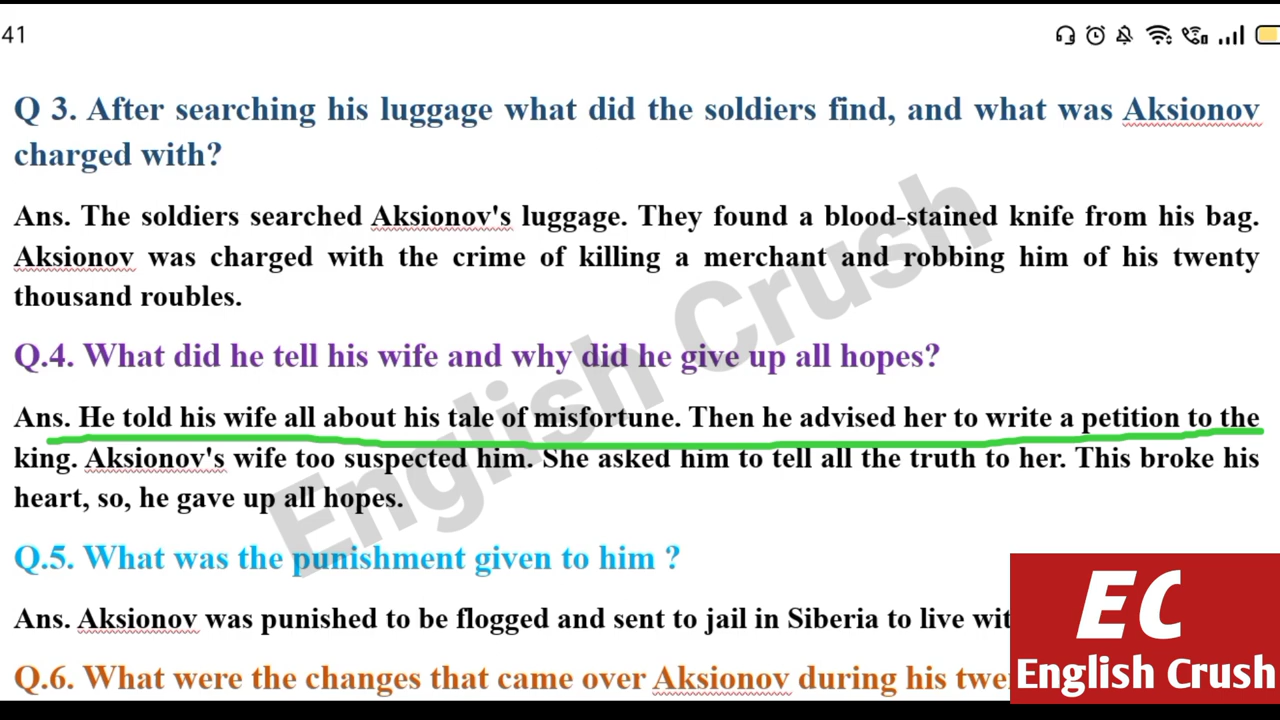 41
Q 3. After searching his luggage what did the soldiers find, and what was Aksionov
charged with?
Ans. The soldiers searched Aksionov's luggage. They found a blood-stained knife from his bag.
Aksionov was charged with the crime of killing a merchant and robbing him of his twenty
thousand roubles.
Q.4. What did he tell his wife and why did he give up all hopes?
Ans. He told his wife all about his tale of misfortune. Then he advised her to write a petition to the
king. Aksionov's wife too suspected him. She asked him to tell all the truth to her. This broke his
heart, so, he gave up all hopes.
Q.5. What was the punishment given to him ?
Ans. Aksionov was punished to be flogged and sent to jail in Siberia to live
Q.6. What were the changes that came over Aksionov during his
English Crush
EC
English Crush